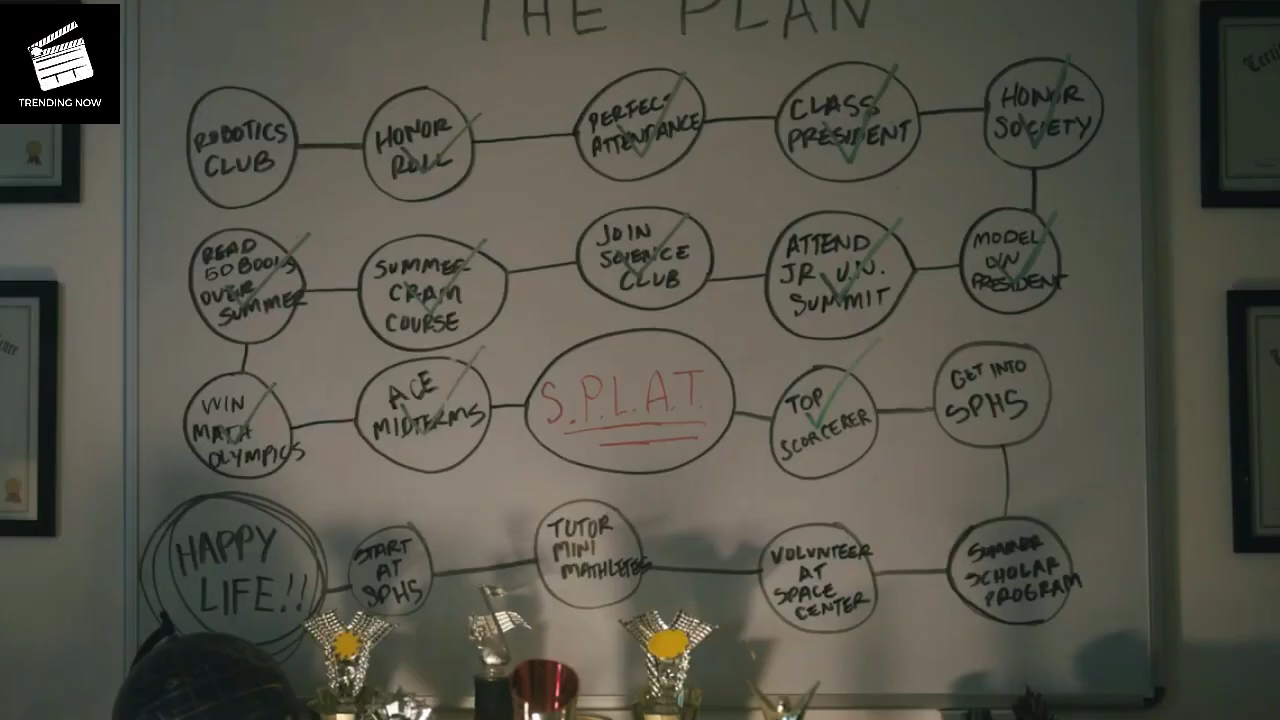 THE PLAN
TRENDING NOW
ROBOTICS
CLUB
HONOR
ROLL
PERFECT
ATTENDANCE
CLASS
PRESIDENT
HONOR
SOCIETY
READ
50 BOOKS
OVER
SUMMER
SUMMER
CRAM
COURSE
JOIN
SCIENCE
CLUB
ATTEND
JR U.N.
SUMMIT
MODEL
UN
PRESIDENT
WIN
MATH
OLYMPICS
ACE
MIDTERMS
S.P.L.A.T.
TOP
SCORCERER
GET INTO
SPHS
HAPPY
LIFE!!
START
AT
SPHS
TUTOR
MINI
MATHLETES
VOLUNTEER
AT
SPACE
CENTER
SUMMER
SCHOLAR
PROGRAM